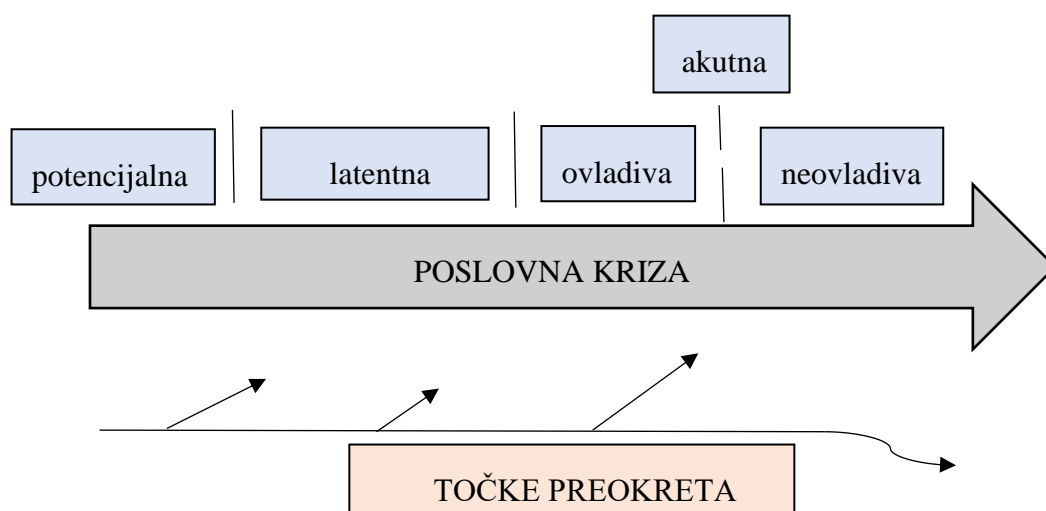 akutna
potencijalna
latentna
ovladiva
neovladiva
POSLOVNA KRIZA
TOČKE PREOKRETA